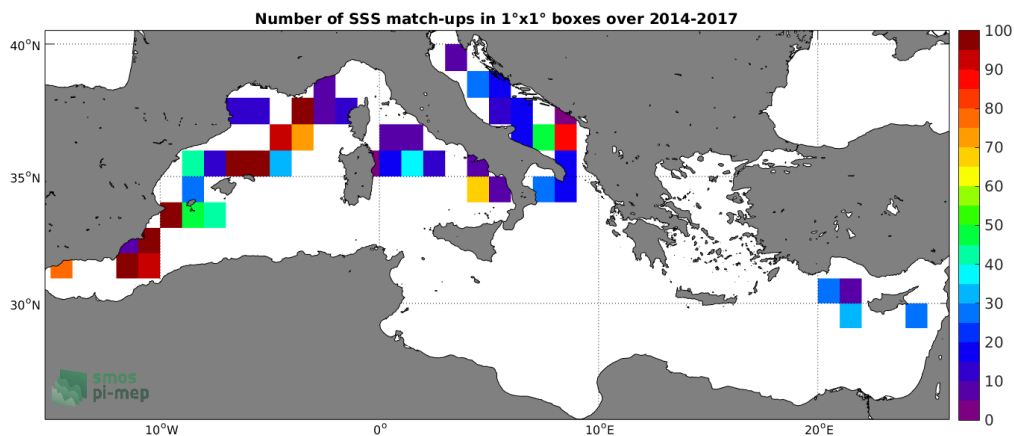 Number of SSS match-ups in 1°x1° boxes over 2014-2017
40°N
35°N
30°N
10°W
0°
10°E
20°E
100
90
80
70
60
50
40
30
20
10
0
smos
pi-mep